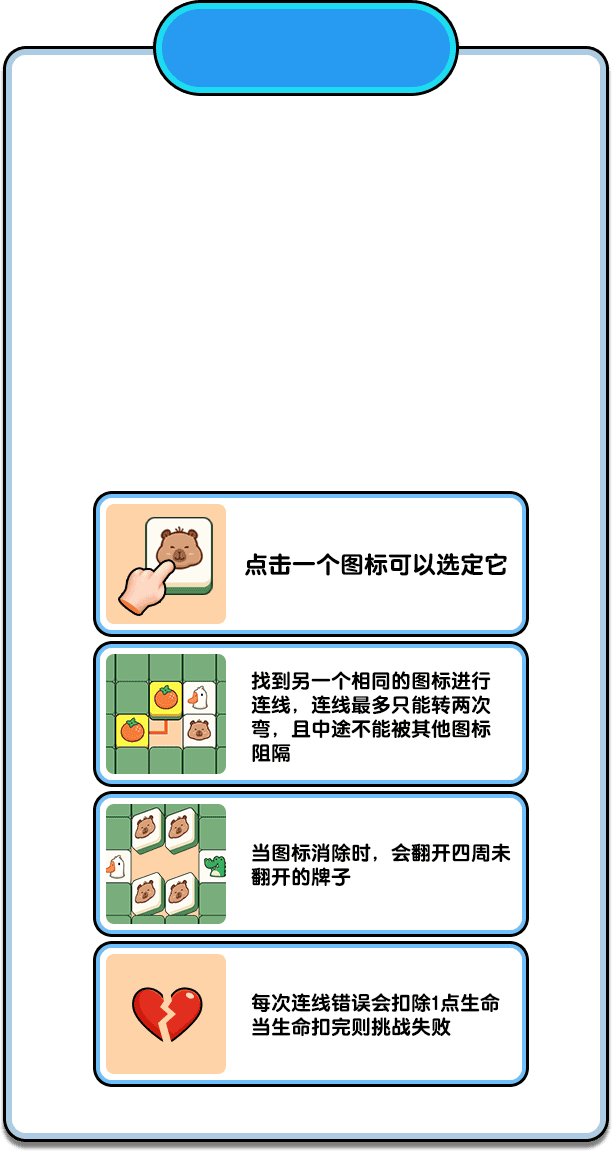 点击一个图标可以选定它
找到另一个相同的图标进行
连线，连线最多只能转两次
弯，且中途不能被其他图标
阻隔
当图标消除时，会翻开四周未
翻开的牌子
每次连线错误会扣除1点生命
当生命扣完则挑战失败